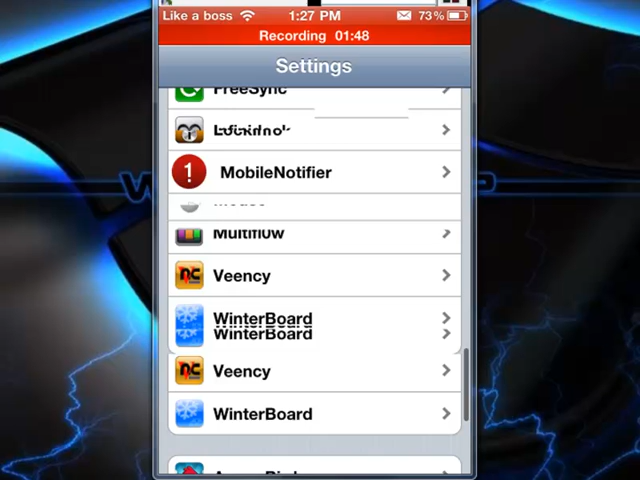 Like a boss 1:27 PM 73%
Recording 01:48
Settings
FreeSync
MobileNotifier
Multiflow
Veency
WinterBoard
WinterBoard
Veency
WinterBoard